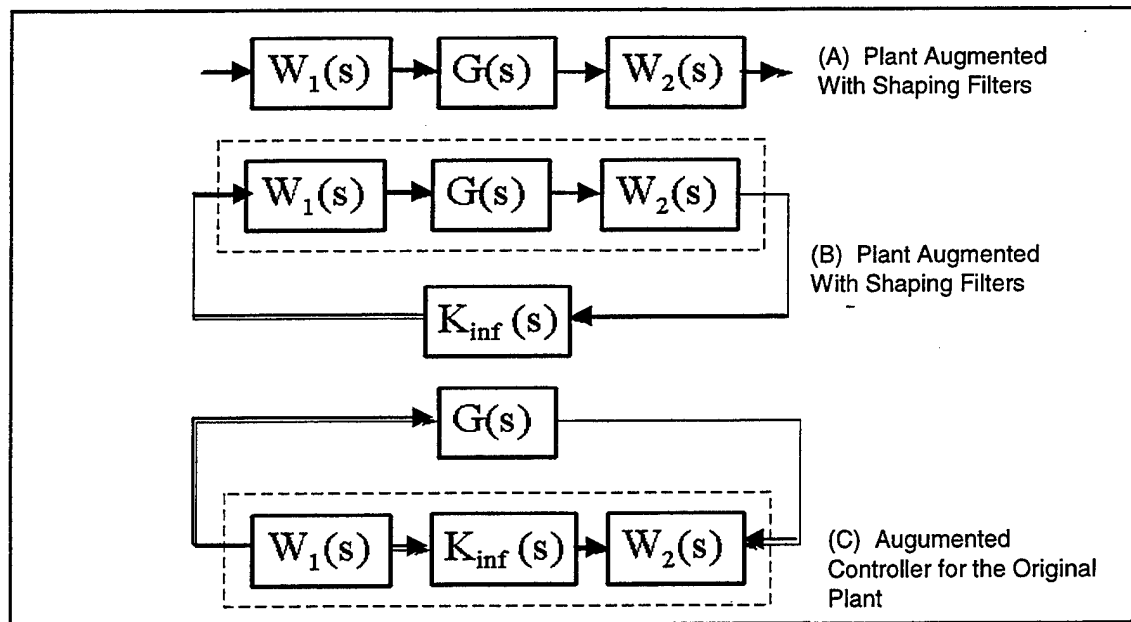 W₁(s) G(s) W₂(s)
(A) Plant Augmented
With Shaping Filters
W₁(s) G(s) W₂(s)
K_inf (s)
(B) Plant Augmented
With Shaping Filters
G(s)
W₁(s) K_inf (s) W₂(s)
(C) Augumented
Controller for the Original
Plant